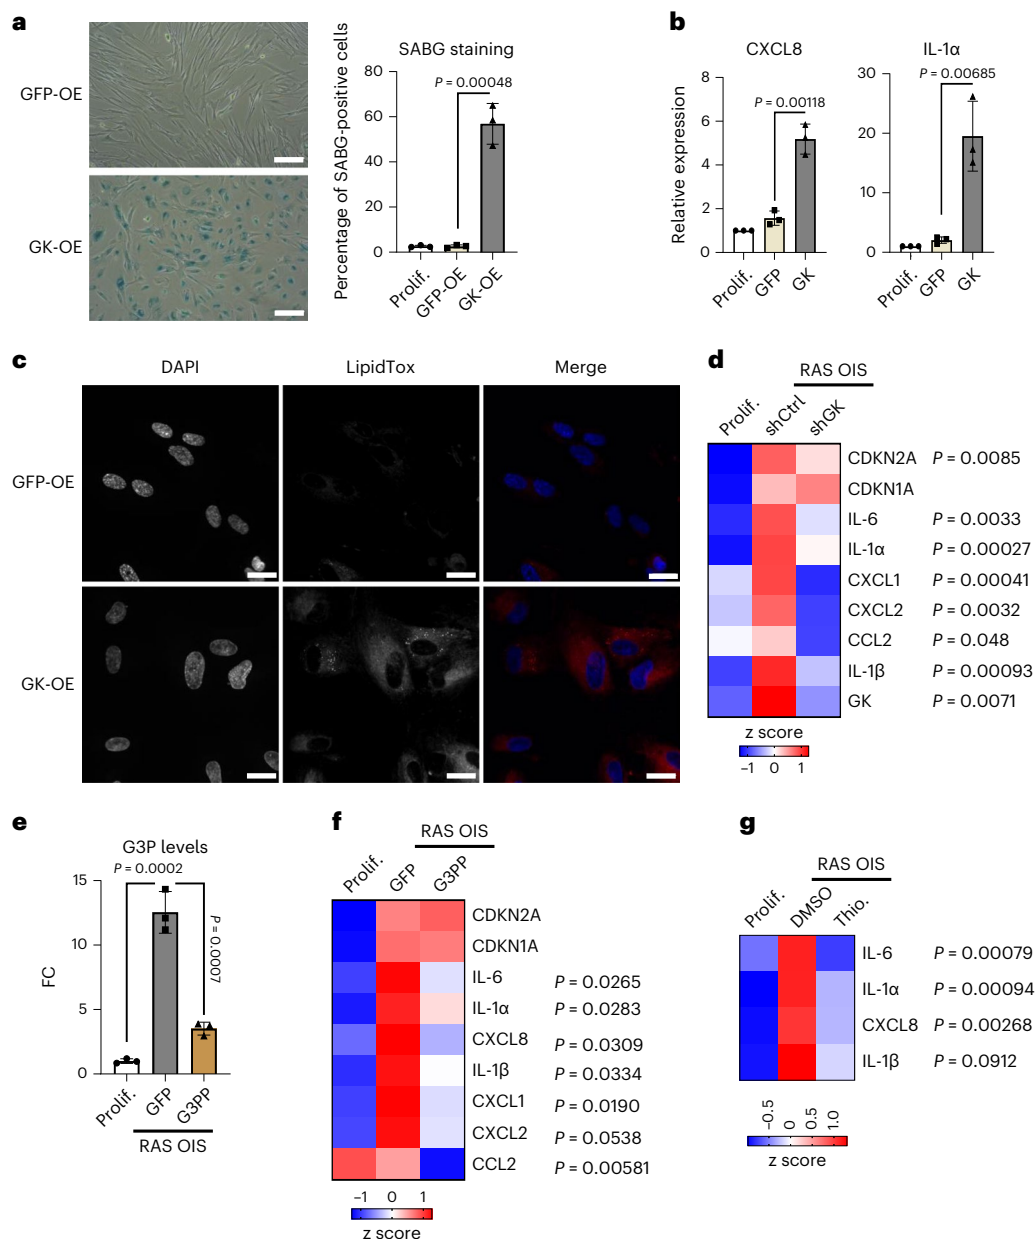 a
GFP-OE
GK-OE
SABG staining
Percentage of SABG-positive cells
80
60
40
20
0
P = 0.00048
Prolif.
GFP-OE
GK-OE
b
CXCL8
Relative expression
8
6
4
2
0
P = 0.00118
Prolif.
GFP
GK
IL-1α
30
20
10
0
P = 0.00685
Prolif.
GFP
GK
c
DAPI
LipidTox
Merge
GFP-OE
GK-OE
d
RAS OIS
Prolif.
shCtrl
shGK
CDKN2A P = 0.0085
CDKN1A
IL-6 P = 0.0033
IL-1α P = 0.00027
CXCL1 P = 0.00041
CXCL2 P = 0.0032
CCL2 P = 0.048
IL-1β P = 0.00093
GK P = 0.0071
z score
–1 0 1
e
G3P levels
P = 0.0002
P = 0.0007
FC
15
10
5
0
Prolif.
GFP
G3PP
RAS OIS
f
RAS OIS
Prolif.
GFP
G3PP
CDKN2A
CDKN1A
IL-6 P = 0.0265
IL-1α P = 0.0283
CXCL8 P = 0.0309
IL-1β P = 0.0334
CXCL1 P = 0.0190
CXCL2 P = 0.0538
CCL2 P = 0.00581
–1 0 1
z score
g
RAS OIS
Prolif.
DMSO
Thio.
IL-6 P = 0.00079
IL-1α P = 0.00094
CXCL8 P = 0.00268
IL-1β P = 0.0912
–0.5 0 0.5 1.0
z score